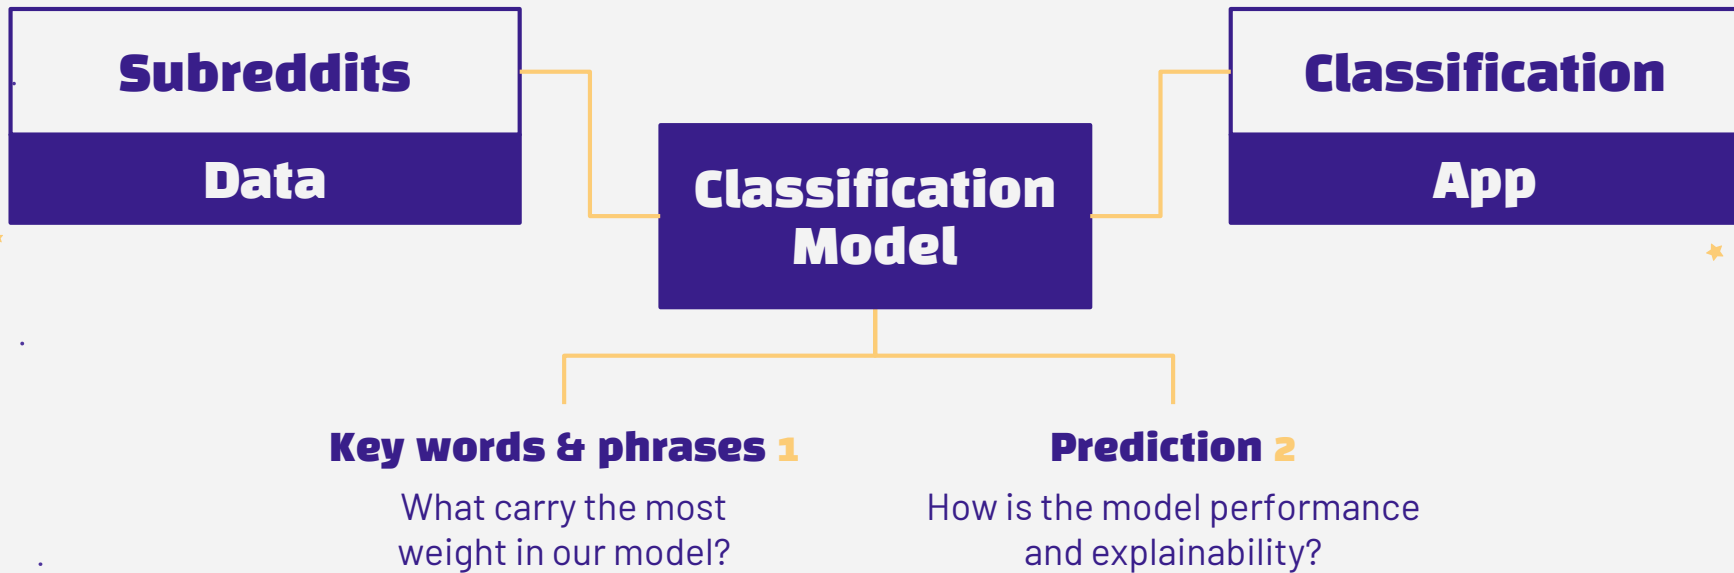 Subreddits
Data
Classification
Model
Classification
App
Key words & phrases 1
What carry the most
weight in our model?
Prediction 2
How is the model performance
and explainability?